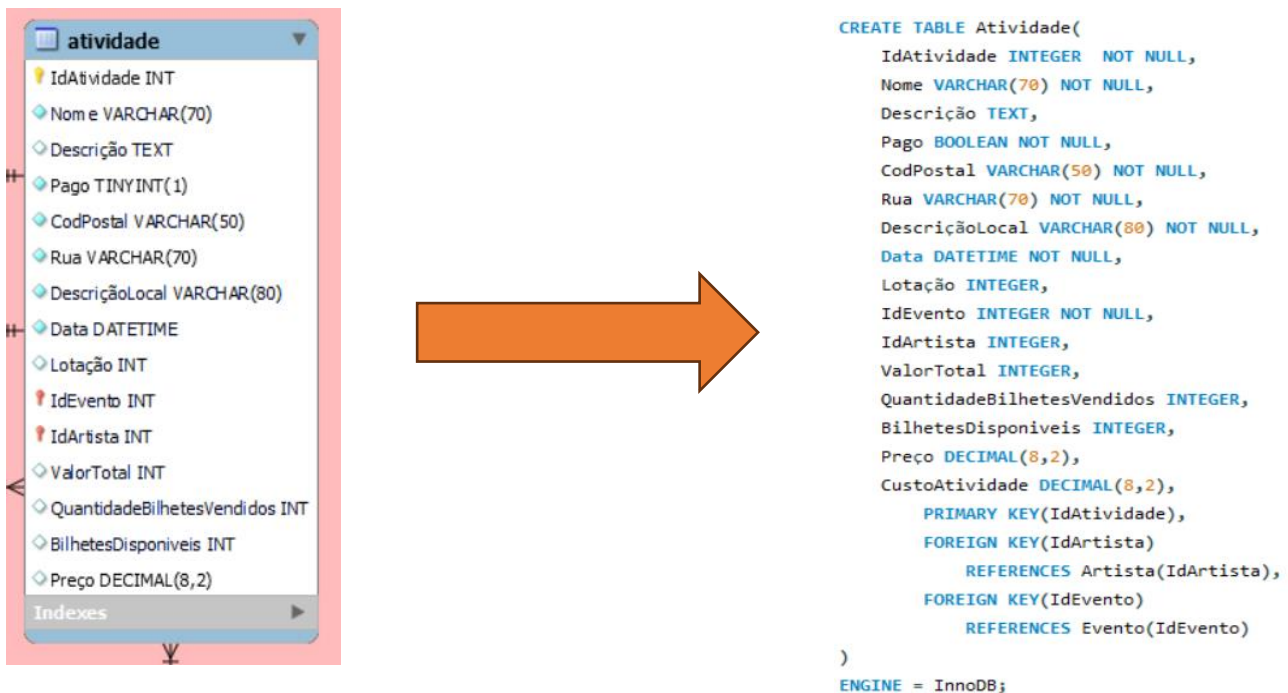 atividade
IdAtividade INT
Nome VARCHAR(70)
Descrição TEXT
Pago TINYINT(1)
CodPostal VARCHAR(50)
Rua VARCHAR(70)
DescriçãoLocal VARCHAR(80)
Data DATETIME
Lotação INT
IdEvento INT
IdArtista INT
ValorTotal INT
QuantidadeBilhetesVendidos INT
BilhetesDisponiveis INT
Preço DECIMAL(8,2)
Indexes
CREATE TABLE Atividade(
IdAtividade INTEGER NOT NULL,
Nome VARCHAR(70) NOT NULL,
Descrição TEXT,
Pago BOOLEAN NOT NULL,
CodPostal VARCHAR(50) NOT NULL,
Rua VARCHAR(70) NOT NULL,
DescriçãoLocal VARCHAR(80) NOT NULL,
Data DATETIME NOT NULL,
Lotação INTEGER,
IdEvento INTEGER NOT NULL,
IdArtista INTEGER,
ValorTotal INTEGER,
QuantidadeBilhetesVendidos INTEGER,
BilhetesDisponiveis INTEGER,
Preço DECIMAL(8,2),
CustoAtividade DECIMAL(8,2),
PRIMARY KEY(IdAtividade),
FOREIGN KEY(IdArtista)
REFERENCES Artista(IdArtista),
FOREIGN KEY(IdEvento)
REFERENCES Evento(IdEvento)
)
ENGINE = InnoDB;